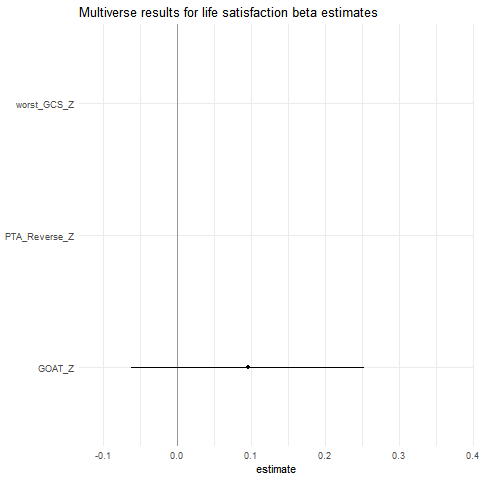 Multiverse results for life satisfaction beta estimates
worst_GCS_Z
PTA_Reverse_Z
GOAT_Z
-0.1 0.0 0.1 0.2 0.3 0.4
estimate